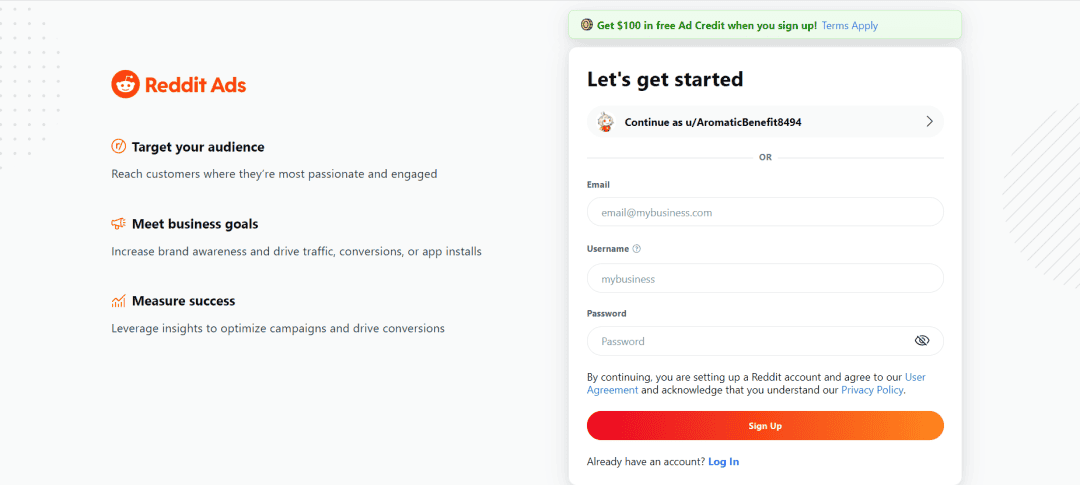 Get $100 in free Ad Credit when you sign up! Terms Apply
Reddit Ads
Target your audience
Reach customers where they’re most passionate and engaged
Meet business goals
Increase brand awareness and drive traffic, conversions, or app installs
Measure success
Leverage insights to optimize campaigns and drive conversions
Let's get started
Continue as u/AromaticBenefit8494
OR
Email
email@mybusiness.com
Username
mybusiness
Password
Password
By continuing, you are setting up a Reddit account and agree to our User
Agreement and acknowledge that you understand our Privacy Policy.
Sign Up
Already have an account? Log In